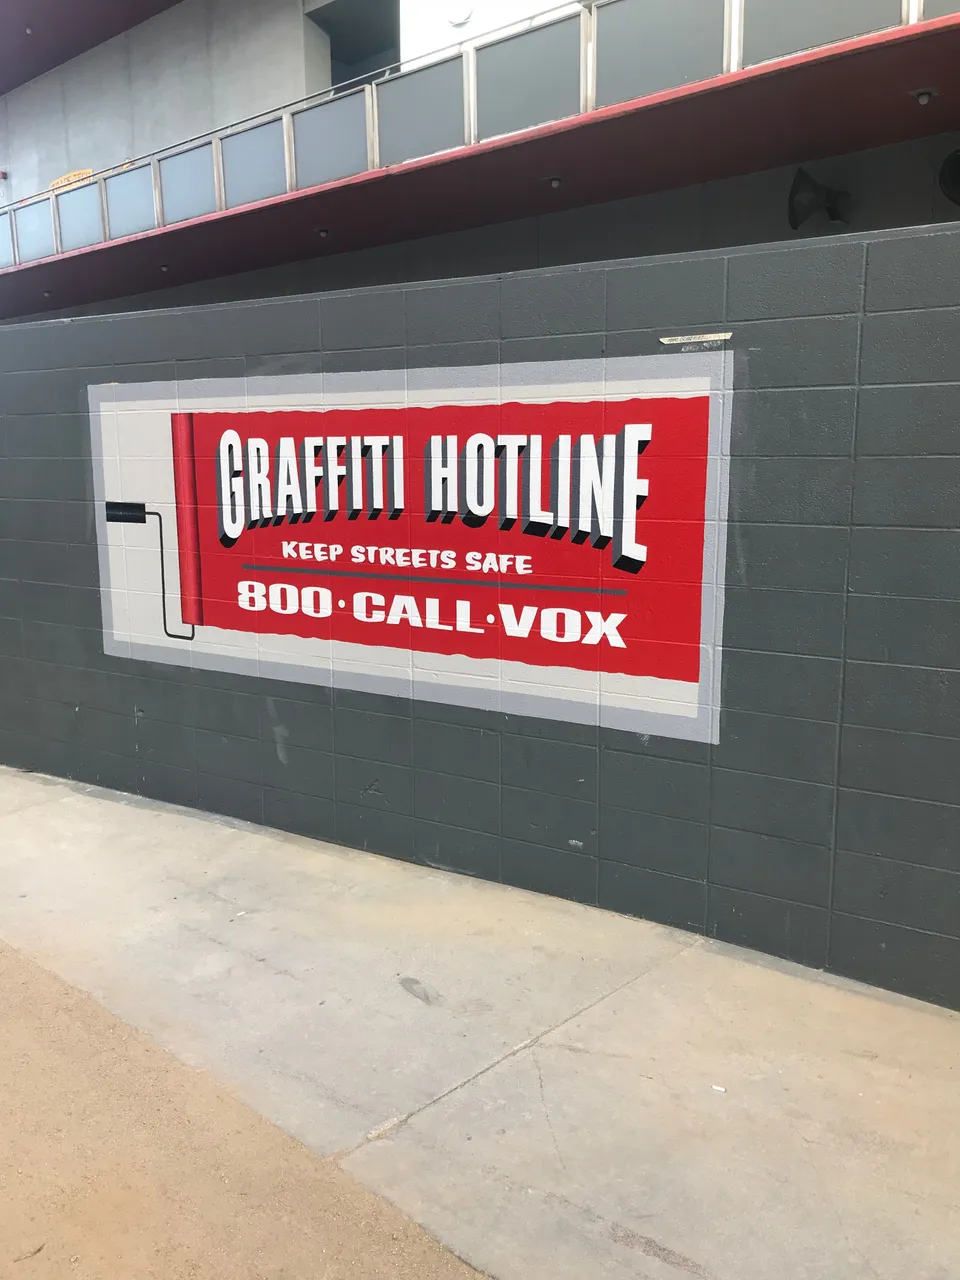 GRAFFITI HOTLINE
KEEP STREETS SAFE
800·CALL·VOX